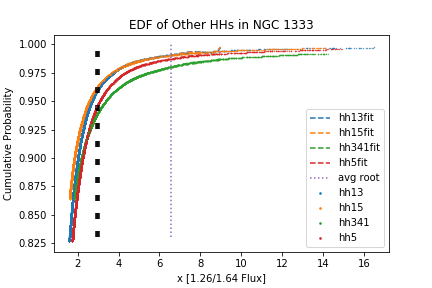 EDF of Other HHs in NGC 1333
Cumulative Probability
1.000
0.975
0.950
0.925
0.900
0.875
0.850
0.825
hh13fit
hh15fit
hh341fit
hh5fit
avg root
hh13
hh15
hh341
hh5
2 4 6 8 10 12 14 16
x [1.26/1.64 Flux]